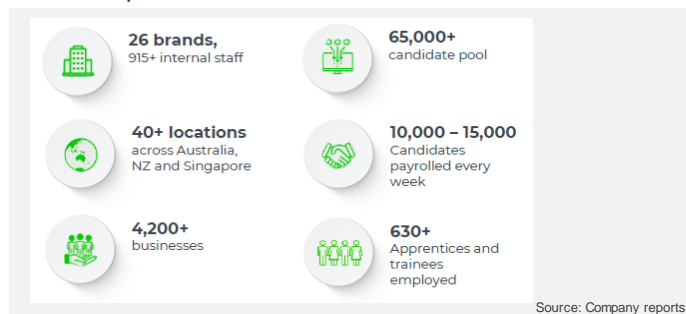 26 brands,
915+ internal staff
65,000+
candidate pool
40+ locations
across Australia,
NZ and Singapore
10,000 – 15,000
Candidates
payrolled every
week
4,200+
businesses
630+
Apprentices and
trainees
employed
Source: Company reports